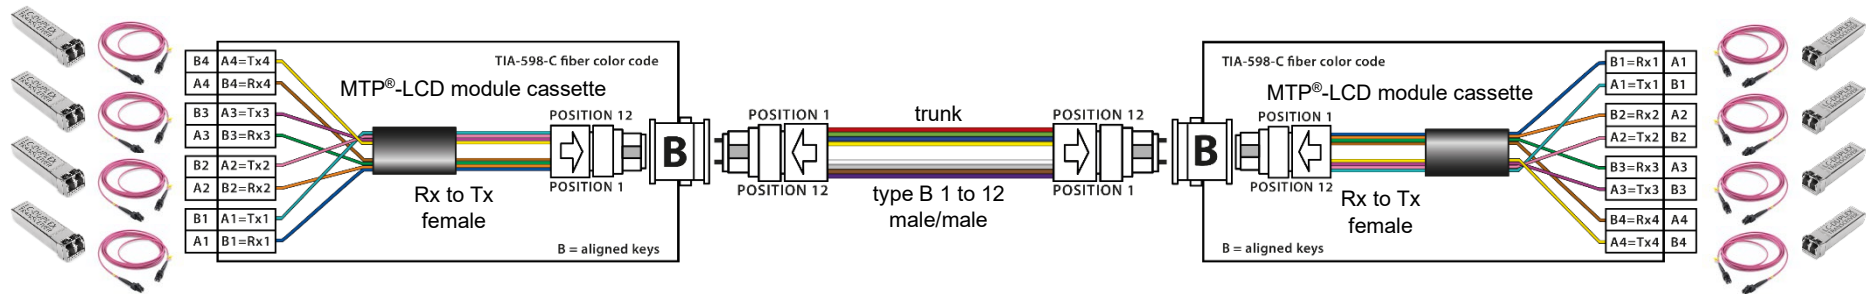 B4 A4=Tx4
A4 B4=Rx4
B3 A3=Tx3
A3 B3=Rx3
B2 A2=Tx2
A2 B2=Rx2
B1 A1=Tx1
A1 B1=Rx1
TIA-598-C fiber color code
MTP®-LCD module cassette
POSITION 12
POSITION 1
Rx to Tx
female
B = aligned keys
B
POSITION 1
POSITION 12
trunk
type B 1 to 12
male/male
POSITION 12
POSITION 1
B
TIA-598-C fiber color code
MTP®-LCD module cassette
POSITION 1
POSITION 12
Rx to Tx
female
B = aligned keys
B1=Rx1 A1
A1=Tx1 B1
B2=Rx2 A2
A2=Tx2 B2
B3=Rx3 A3
A3=Tx3 B3
B4=Rx4 A4
A4=Tx4 B4